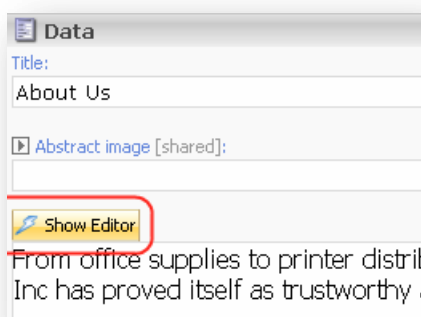 Data
Title:
About Us
Abstract image [shared]:
Show Editor
From office supplies to printer
Inc has proved itself as trustworthy